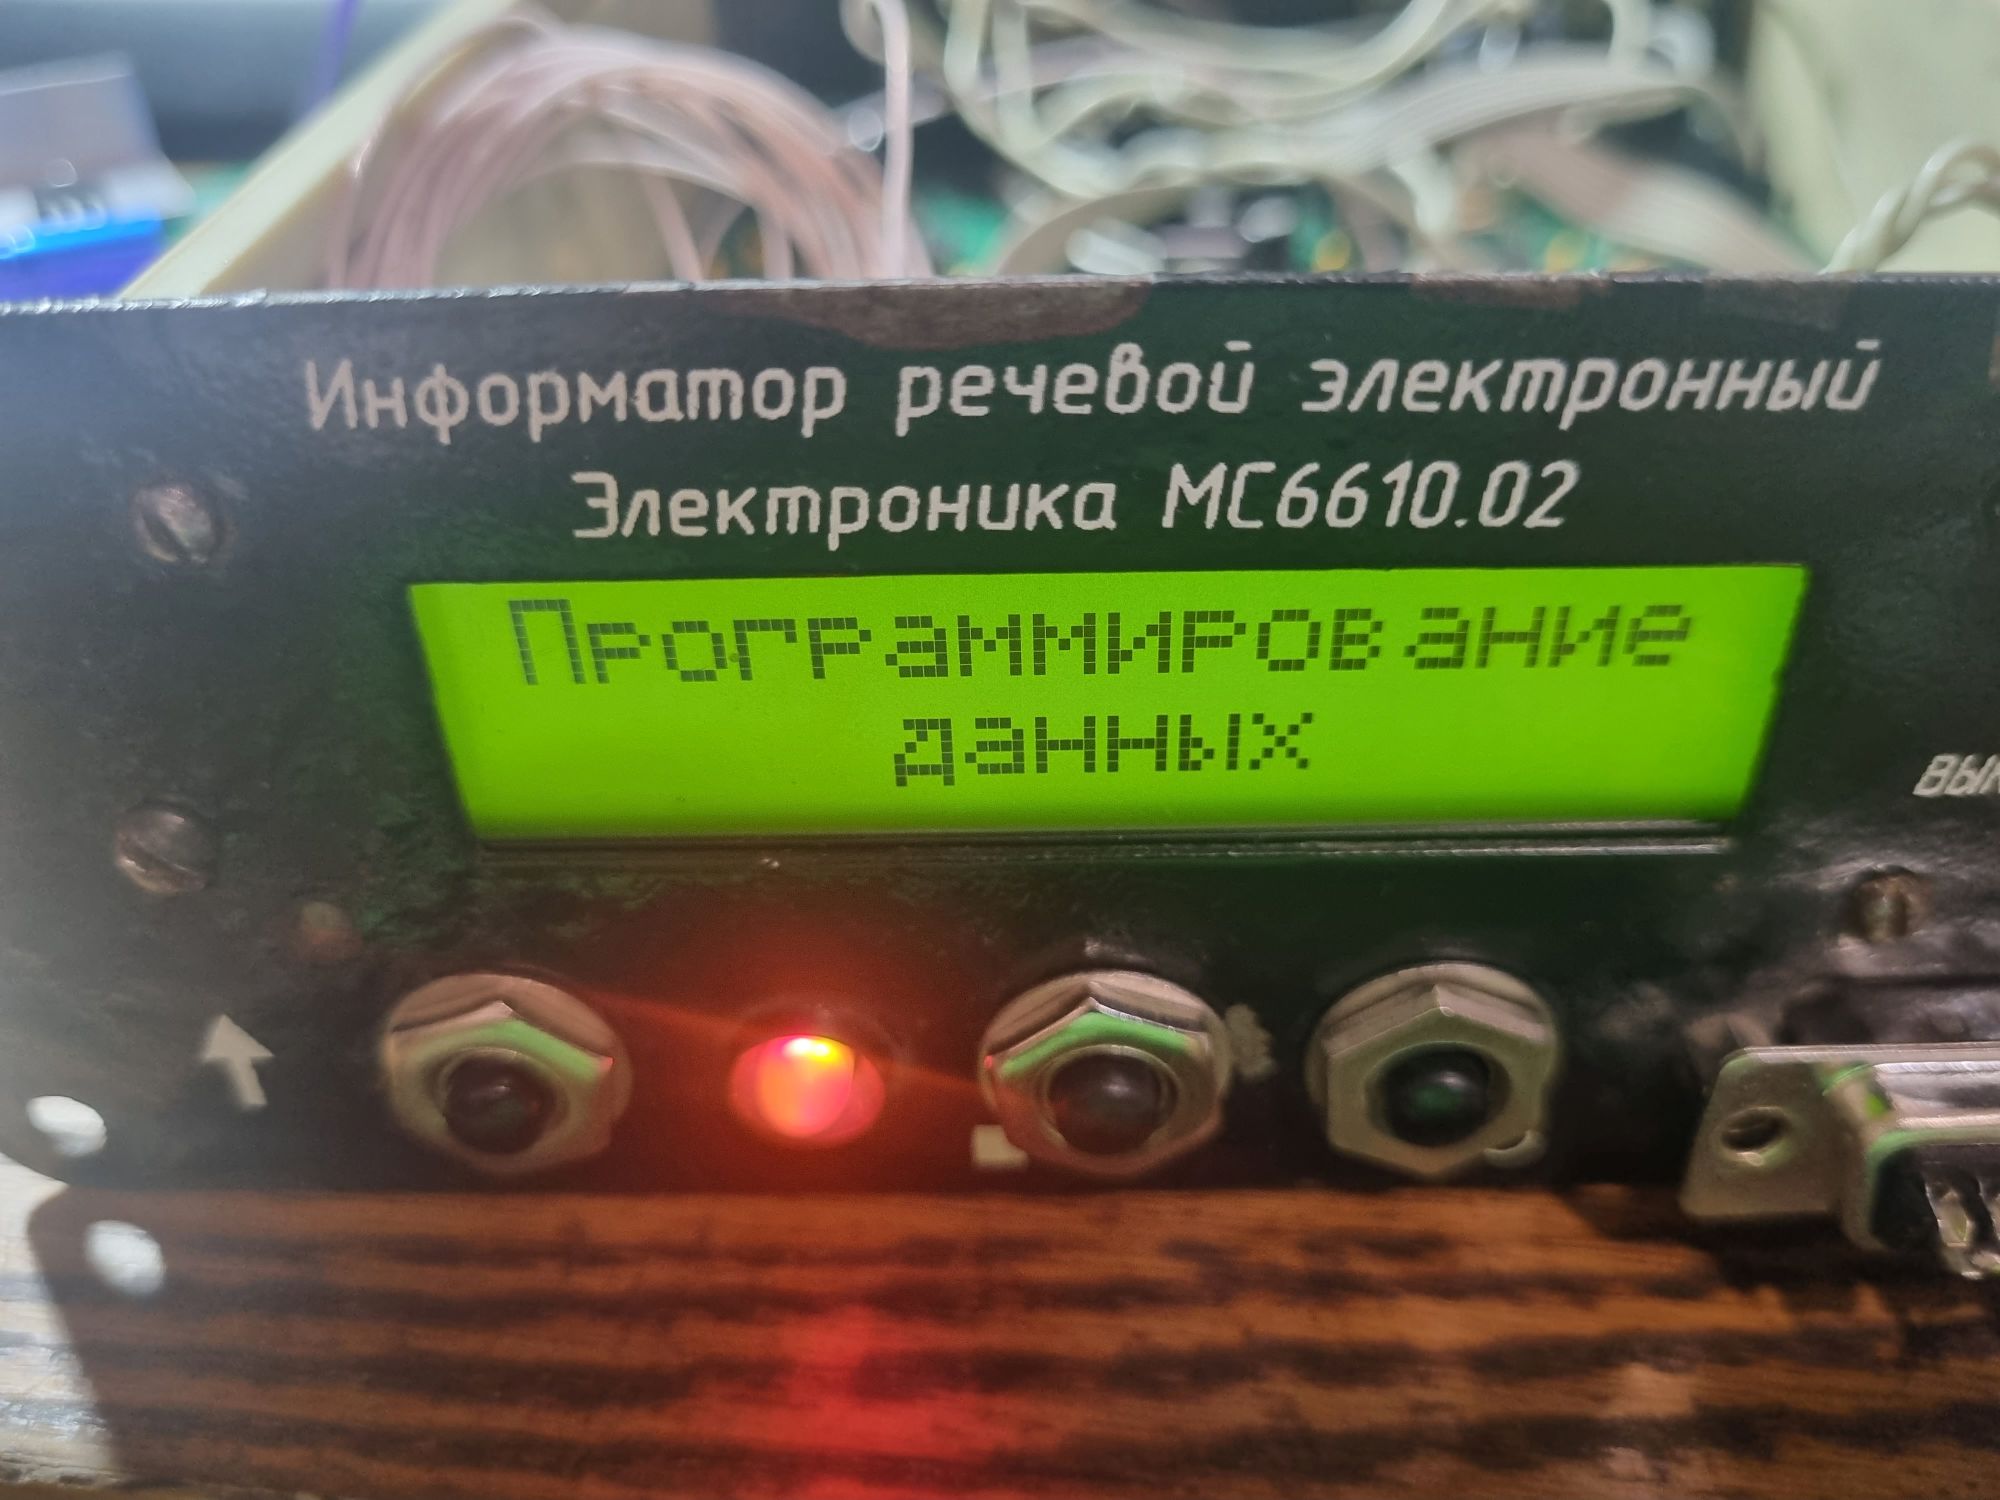 Информатор речевой электронный
Электроника МС6610.02
Программирование
данных